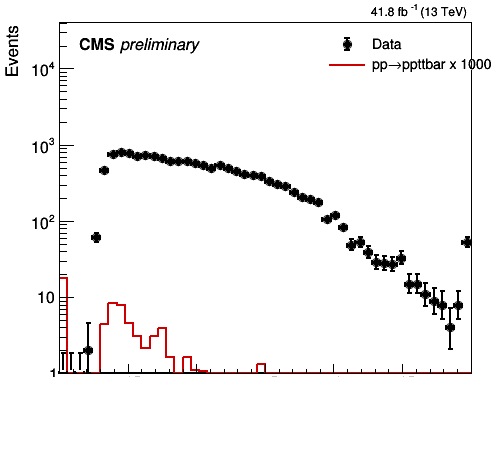 41.8 fb⁻¹ (13 TeV)
Events
CMS preliminary
Data
pp→ppttbar x 1000
10⁴
10³
10²
10
1